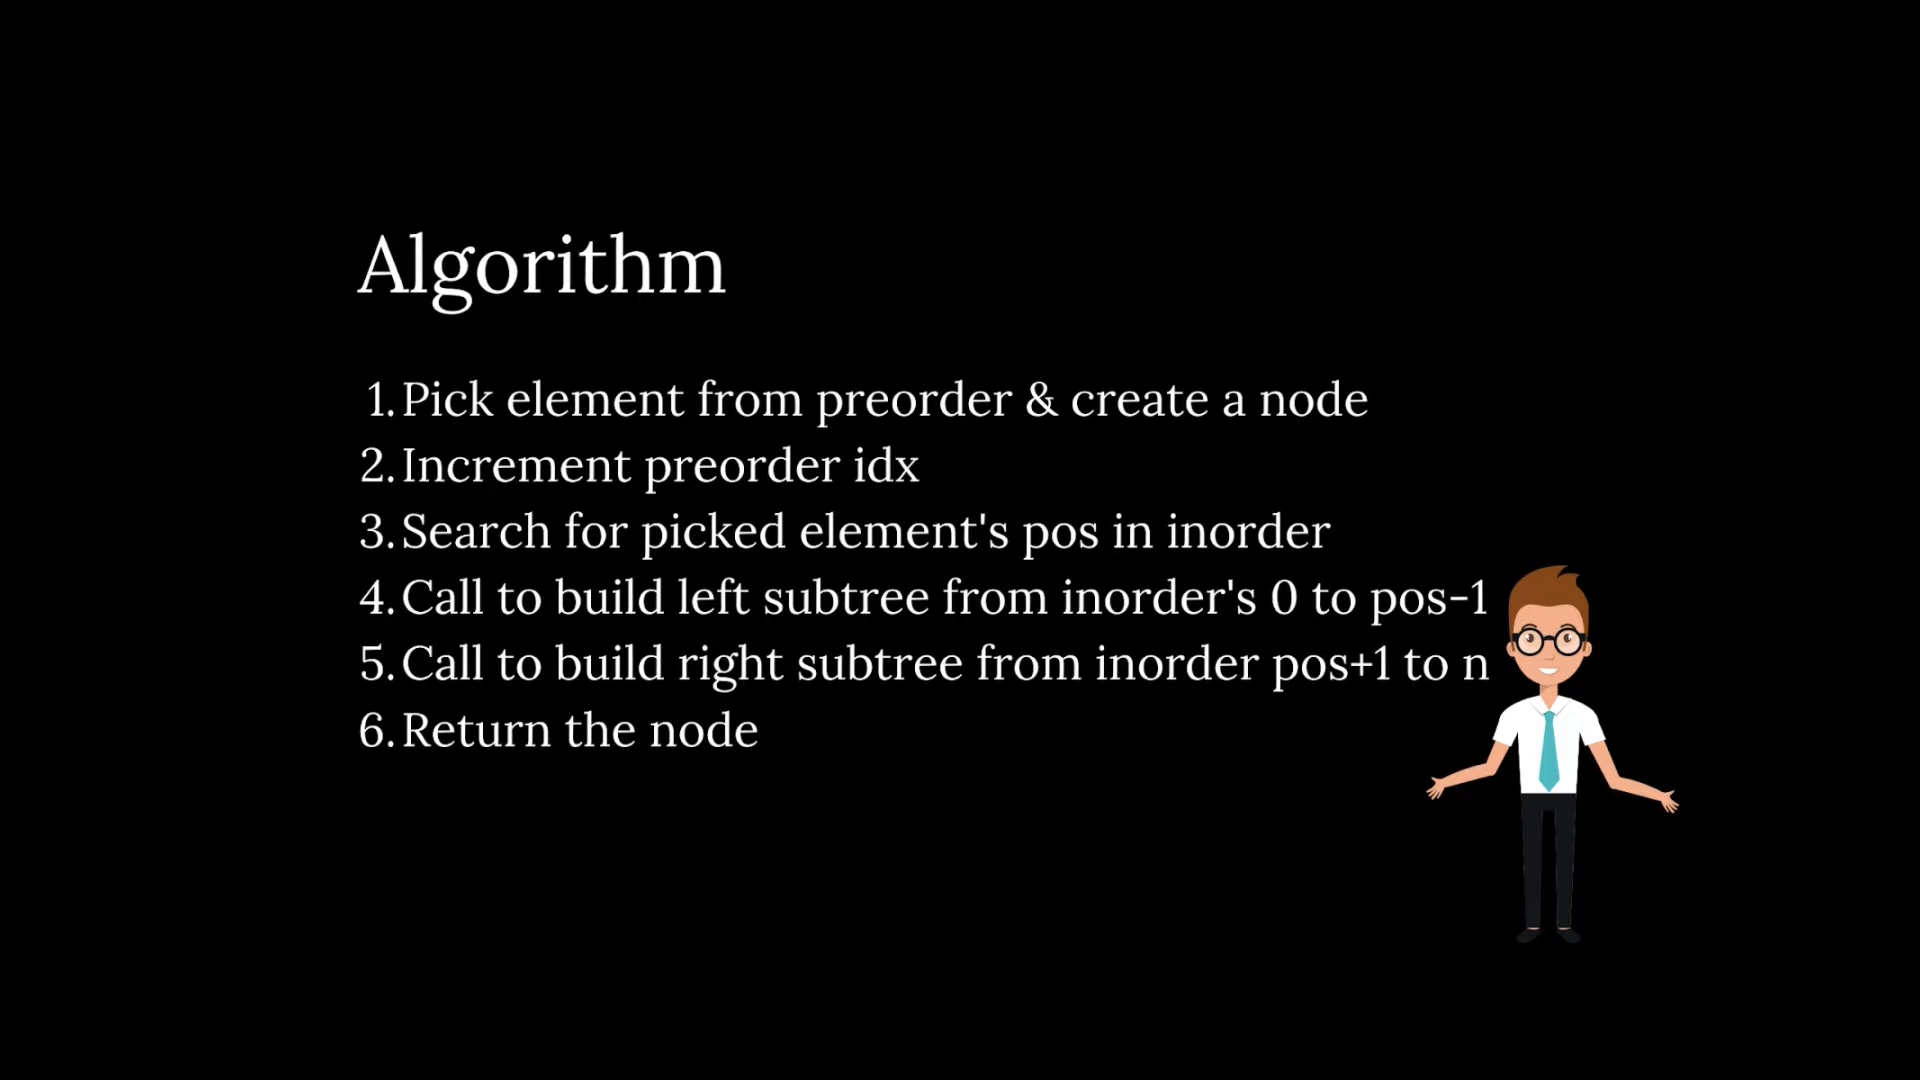 Algorithm
1. Pick element from preorder & create a node
2. Increment preorder idx
3. Search for picked element's pos in inorder
4. Call to build left subtree from inorder's 0 to pos-1
5. Call to build right subtree from inorder pos+1 to n
6. Return the node